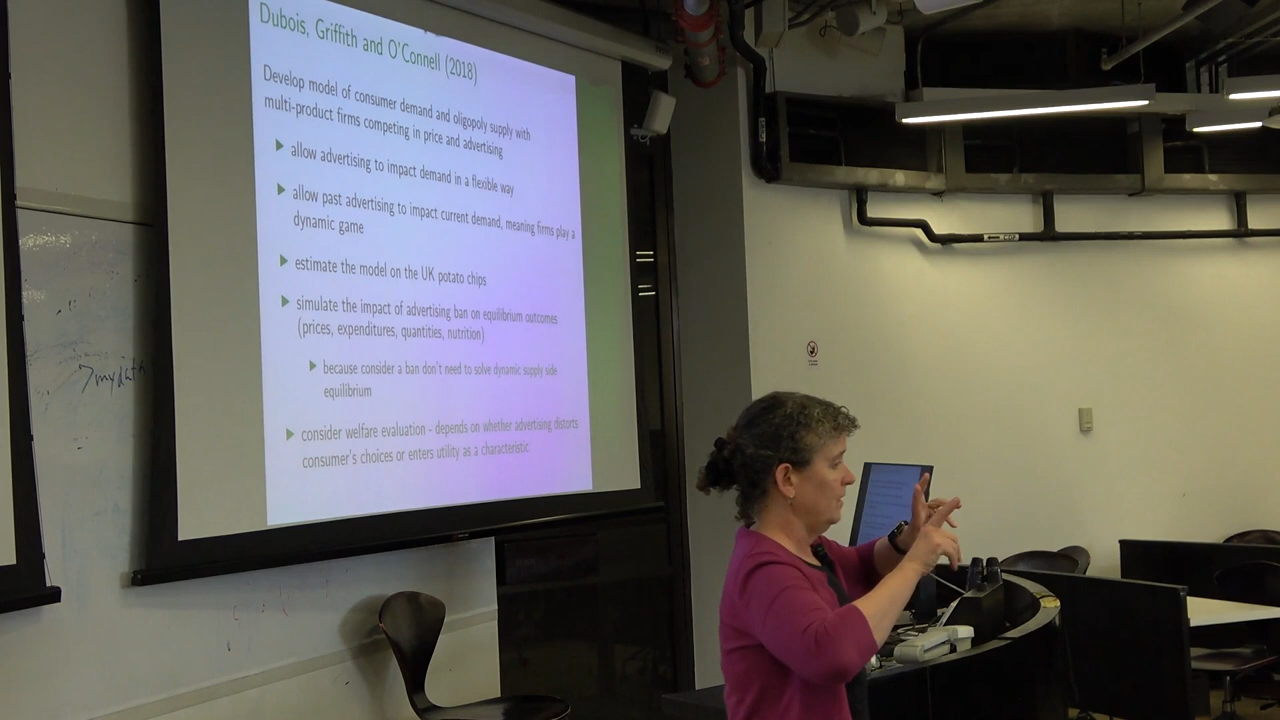 Dubois, Griffith and O'Connell (2018)
Develop model of consumer demand and oligopoly supply with
multi-product firms competing in price and advertising
allow advertising to impact demand in a flexible way
allow past advertising to impact current demand, meaning firms play a
dynamic game
estimate the model on the UK potato chips
simulate the impact of advertising ban on equilibrium outcomes
(prices, expenditures, quantities, nutrition)
because consider a ban don't need to solve dynamic supply side
equilibrium
consider welfare evaluation - depends on whether advertising distorts
consumer's choices or enters utility as a characteristic
>mydata